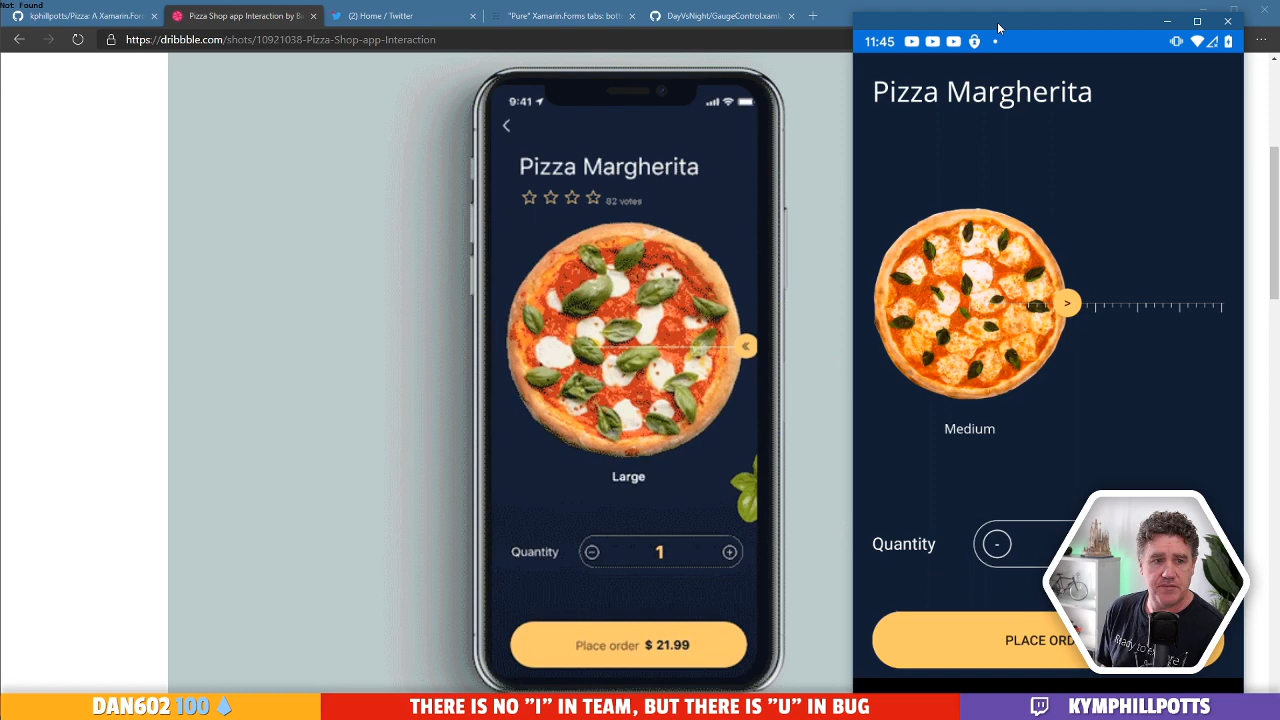 Not Found
kphillpotts/Pizza: A Xamarin.Form
Pizza Shop app Interaction by Be
(2) Home / Twitter
"Pure" Xamarin.Forms tabs: bott
DayVsNight/GaugeControl.xaml
https://dribbble.com/shots/10921038-Pizza-Shop-app-Interaction
9:41
Pizza Margherita
82 votes
Large
Quantity
1
Place order $ 21.99
11:45
Pizza Margherita
>
Medium
Quantity
-
PLACE ORD
DAN602 100
THERE IS NO "I" IN TEAM, BUT THERE IS "U" IN BUG
KYMPHILLPOTTS